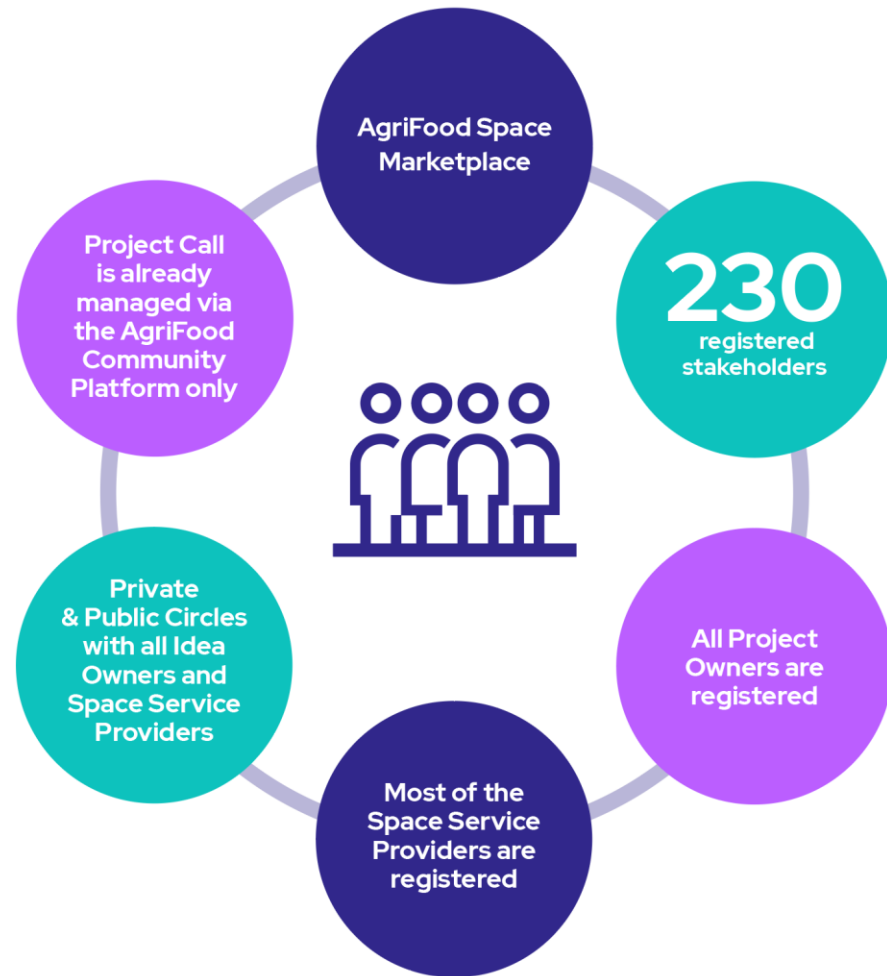 AgriFood Space
Marketplace
230
registered
stakeholders
All Project
Owners are
registered
Most of the
Space Service
Providers are
registered
Private
& Public Circles
with all Idea
Owners and
Space Service
Providers
Project Call
is already
managed via
the AgriFood
Community
Platform only